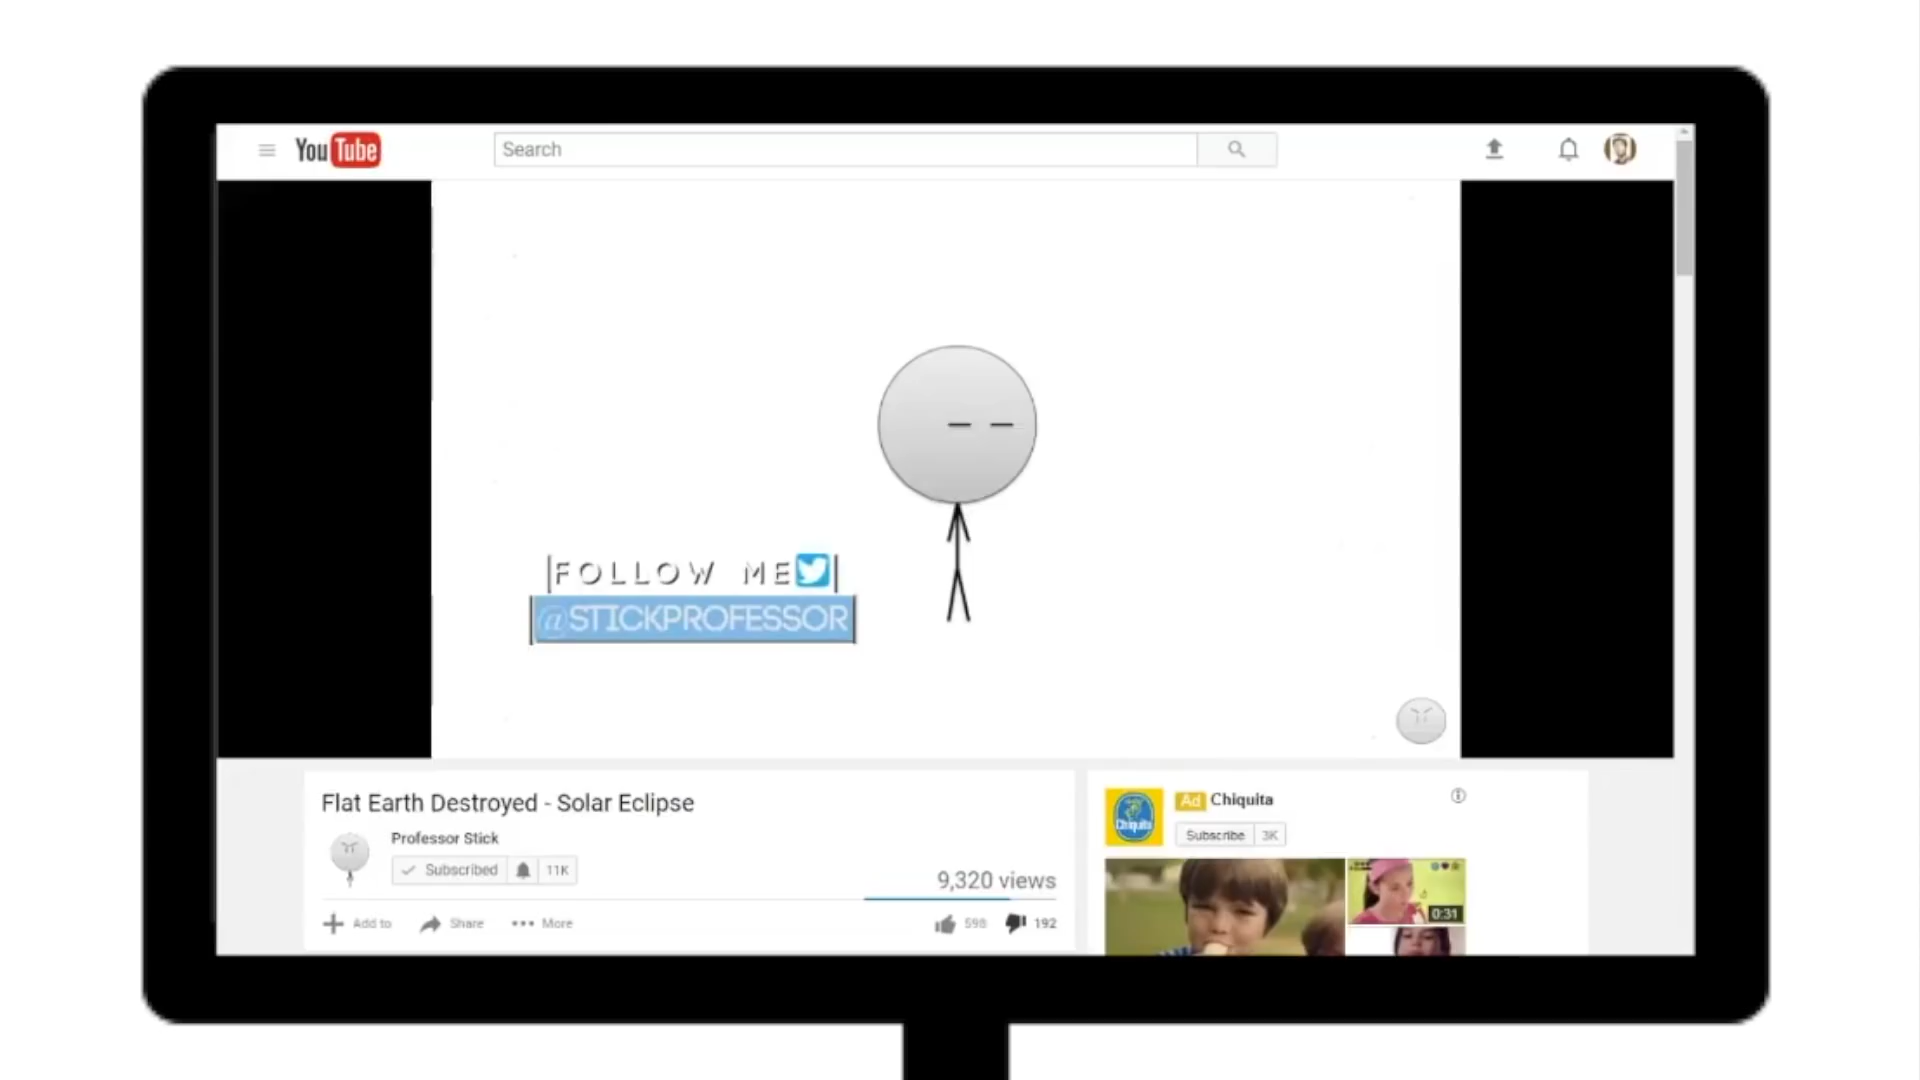 YouTube
Search
FOLLOW ME
@STICKPROFESSOR
Flat Earth Destroyed - Solar Eclipse
Professor Stick
Subscribed 11K
9,320 views
Add to Share More
598 192
Ad Chiquita
Subscribe 3K
Chiquita
0:31